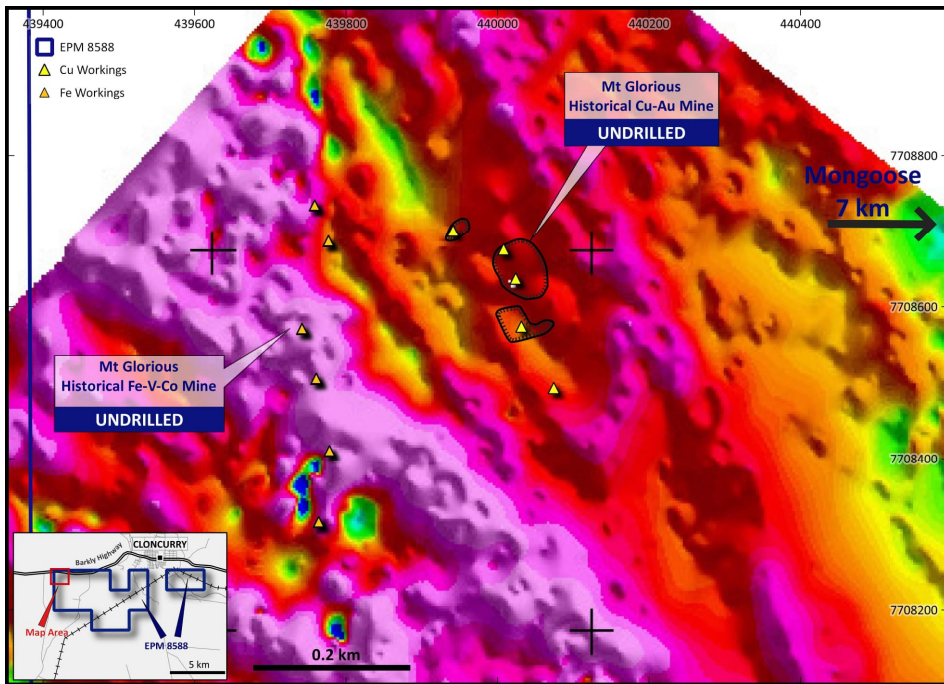 439400
439600
439800
440000
440200
440400
EPM 8588
Cu Workings
Fe Workings
Mt Glorious
Historical Cu-Au Mine
UNDRILLED
7708800
Mongoose
7 km
7708600
Mt Glorious
Historical Fe-V-Co Mine
UNDRILLED
7708400
CLONCURRY
Barkly Highway
Map Area
EPM 8588
5 km
0.2 km
7708200